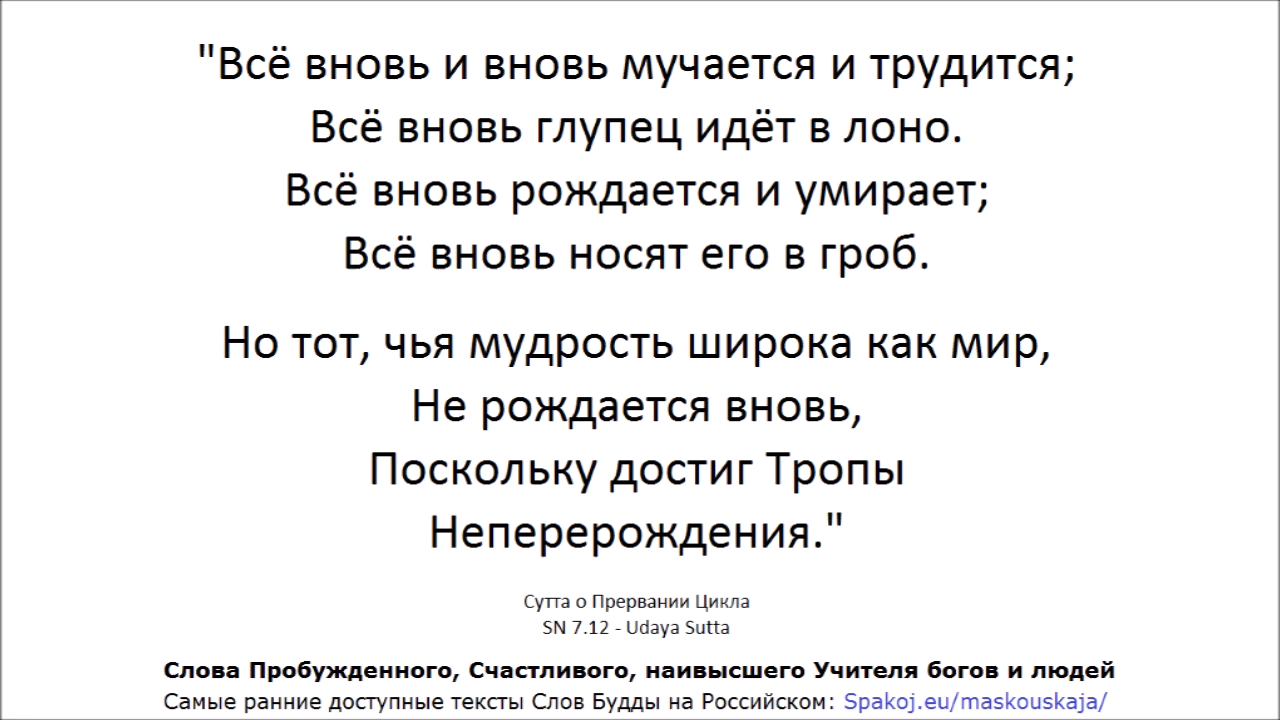 "Всё вновь и вновь мучается и трудится;
Всё вновь глупец идёт в лоно.
Всё вновь рождается и умирает;
Всё вновь носят его в гроб.
Но тот, чья мудрость широка как мир,
Не рождается вновь,
Поскольку достиг Тропы
Неперерождения."
Сутта о Прервании Цикла
SN 7.12 - Udaya Sutta
Слова Пробужденного, Счастливого, наивысшего Учителя богов и людей
Самые ранние доступные тексты Слов Будды на Российском: Spakoj.eu/maskouskaja/